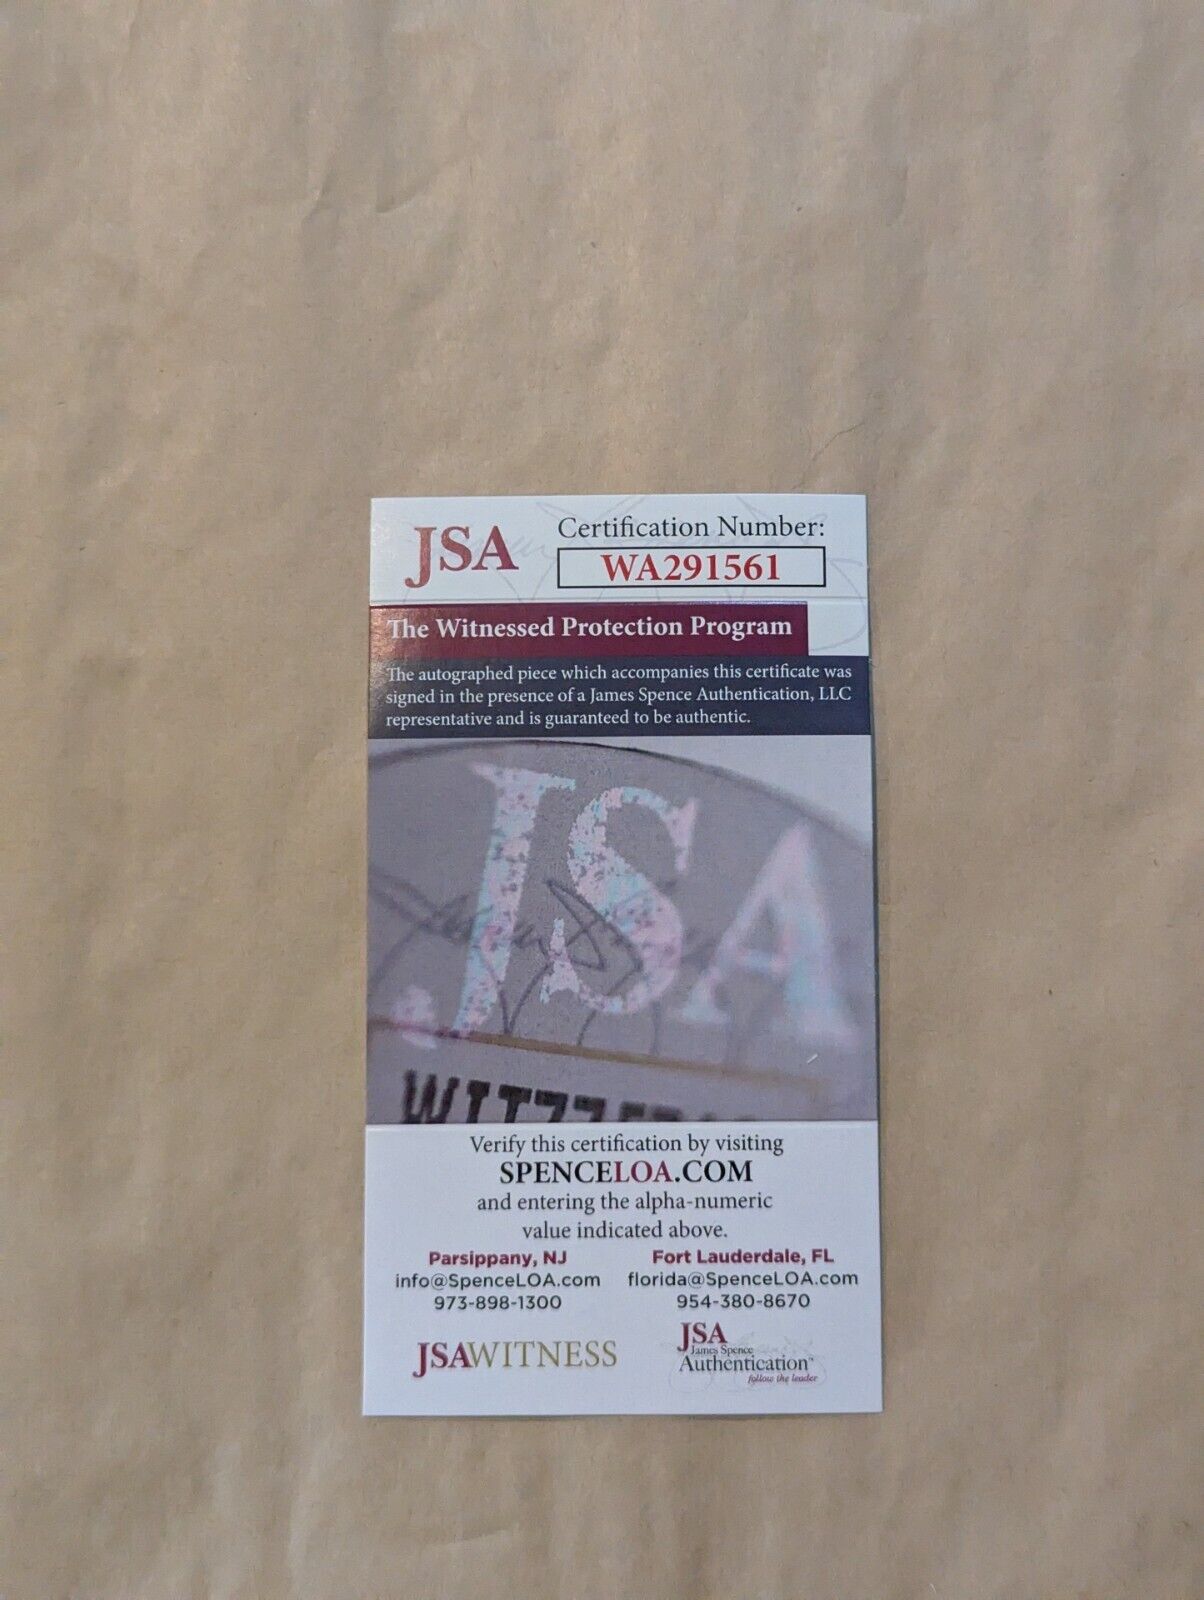 JSA
Certification Number:
WA291561
The Witnessed Protection Program
The autographed piece which accompanies this certificate was
signed in the presence of a James Spence Authentication, LLC
representative and is guaranteed to be authentic.
JSA
Verify this certification by visiting
SPENCELOA.COM
and entering the alpha-numeric
value indicated above.
Parsippany, NJ
info@SpenceLOA.com
973-898-1300
Fort Lauderdale, FL
florida@SpenceLOA.com
954-380-8670
JSAWITNESS
JSA
James Spence
Authentication™
follow the leader